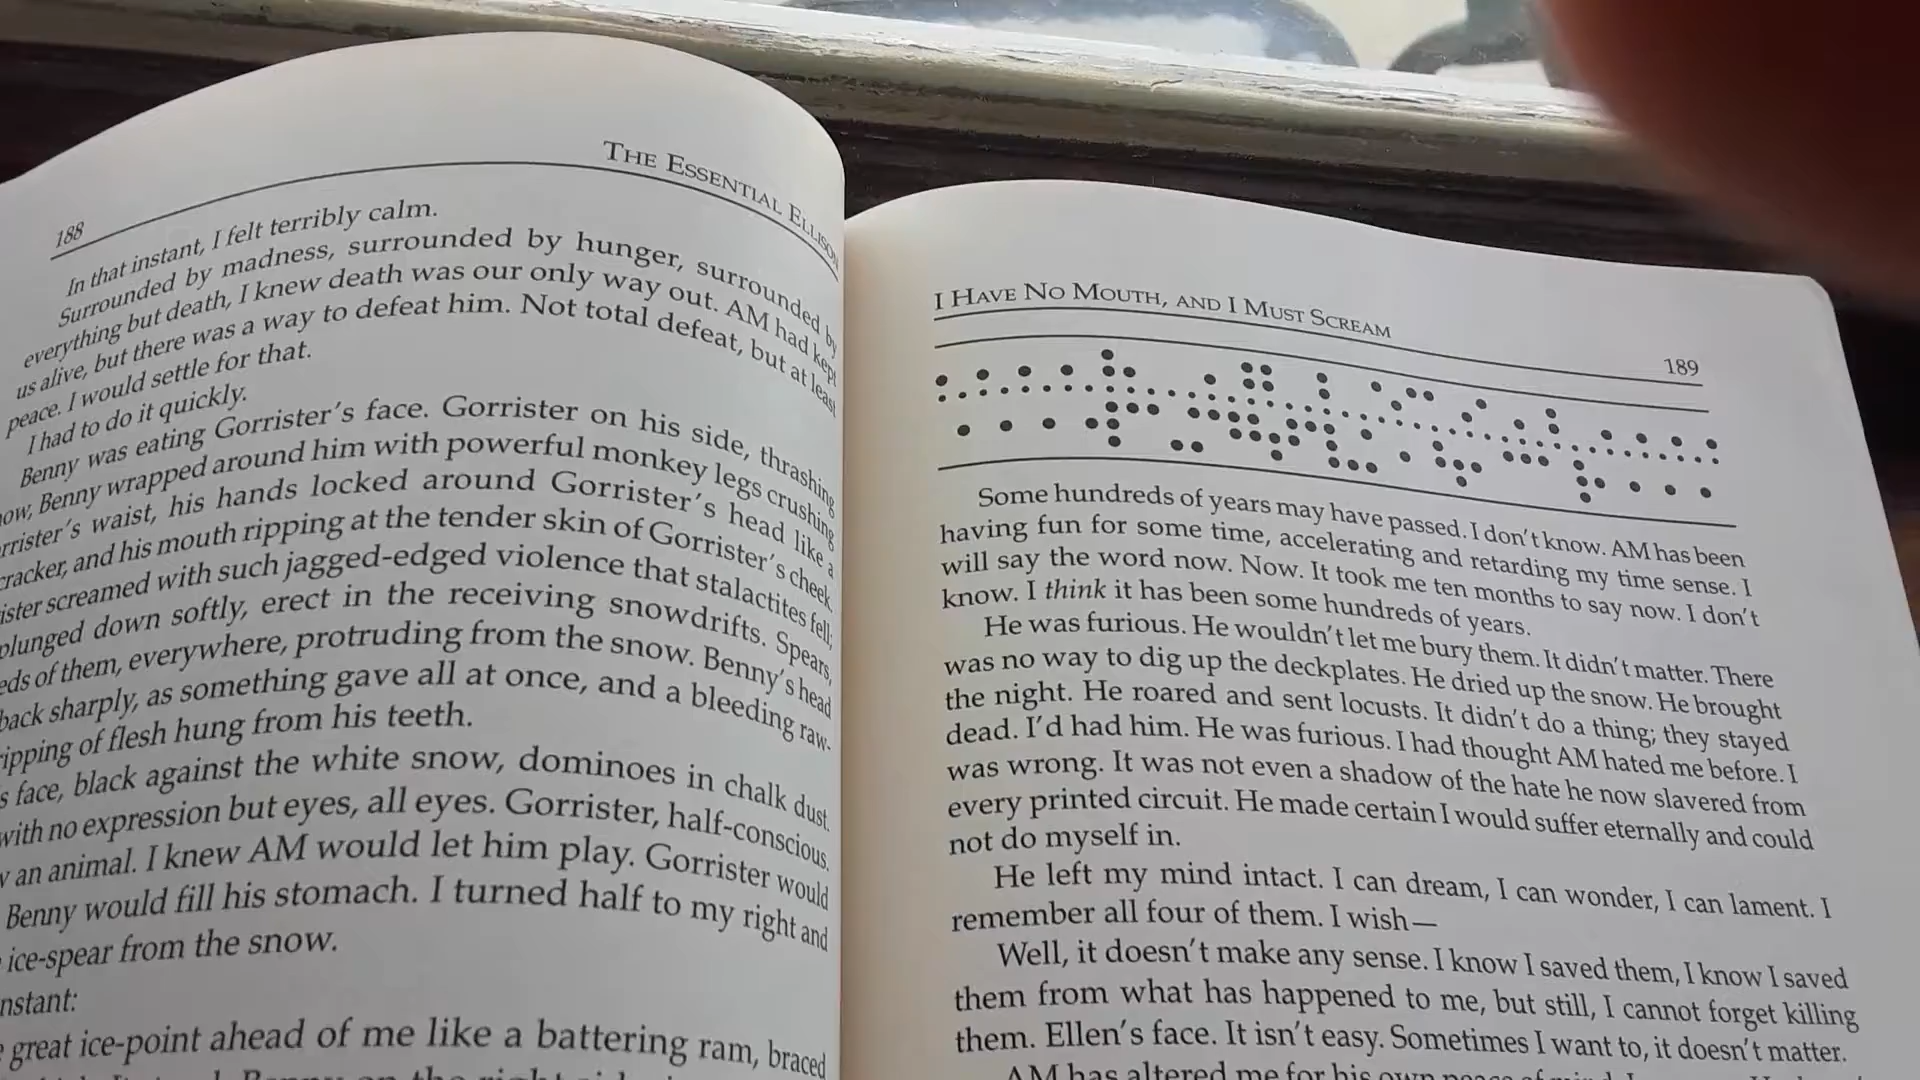 188
THE ESSENTIAL ELLISON
In that instant, I felt terribly calm.
Surrounded by madness, surrounded by hunger, surrounded by
everything but death, I knew death was our only way out. AM had kept
us alive, but there was a way to defeat him. Not total defeat, but at least
peace. I would settle for that.
I had to do it quickly.
Benny was eating Gorrister's face. Gorrister on his side, thrashing
ow, Benny wrapped around him with powerful monkey legs crushing
rrister's waist, his hands locked around Gorrister's head like a
cracker, and his mouth ripping at the tender skin of Gorrister's cheek.
ister screamed with such jagged-edged violence that stalactites fell;
plunged down softly, erect in the receiving snowdrifts. Spears,
eds of them, everywhere, protruding from the snow. Benny's head
back sharply, as something gave all at once, and a bleeding raw-
ripping of flesh hung from his teeth.
s face, black against the white snow, dominoes in chalk dust.
with no expression but eyes, all eyes. Gorrister, half-conscious.
an animal. I knew AM would let him play. Gorrister would
Benny would fill his stomach. I turned half to my right and
ice-spear from the snow.
nstant:
great ice-point ahead of me like a battering ram, braced
I HAVE NO MOUTH, AND I MUST SCREAM
189
Some hundreds of years may have passed. I don't know. AM has been
having fun for some time, accelerating and retarding my time sense. I
will say the word now. Now. It took me ten months to say now. I don't
know. I think it has been some hundreds of years.
He was furious. He wouldn't let me bury them. It didn't matter. There
was no way to dig up the deckplates. He dried up the snow. He brought
the night. He roared and sent locusts. It didn't do a thing; they stayed
dead. I'd had him. He was furious. I had thought AM hated me before. I
was wrong. It was not even a shadow of the hate he now slavered from
every printed circuit. He made certain I would suffer eternally and could
not do myself in.
He left my mind intact. I can dream, I can wonder, I can lament. I
remember all four of them. I wish—
Well, it doesn't make any sense. I know I saved them, I know I saved
them from what has happened to me, but still, I cannot forget killing
them. Ellen's face. It isn't easy. Sometimes I want to, it doesn't matter.
AM has altered me for his own peace of mind, I